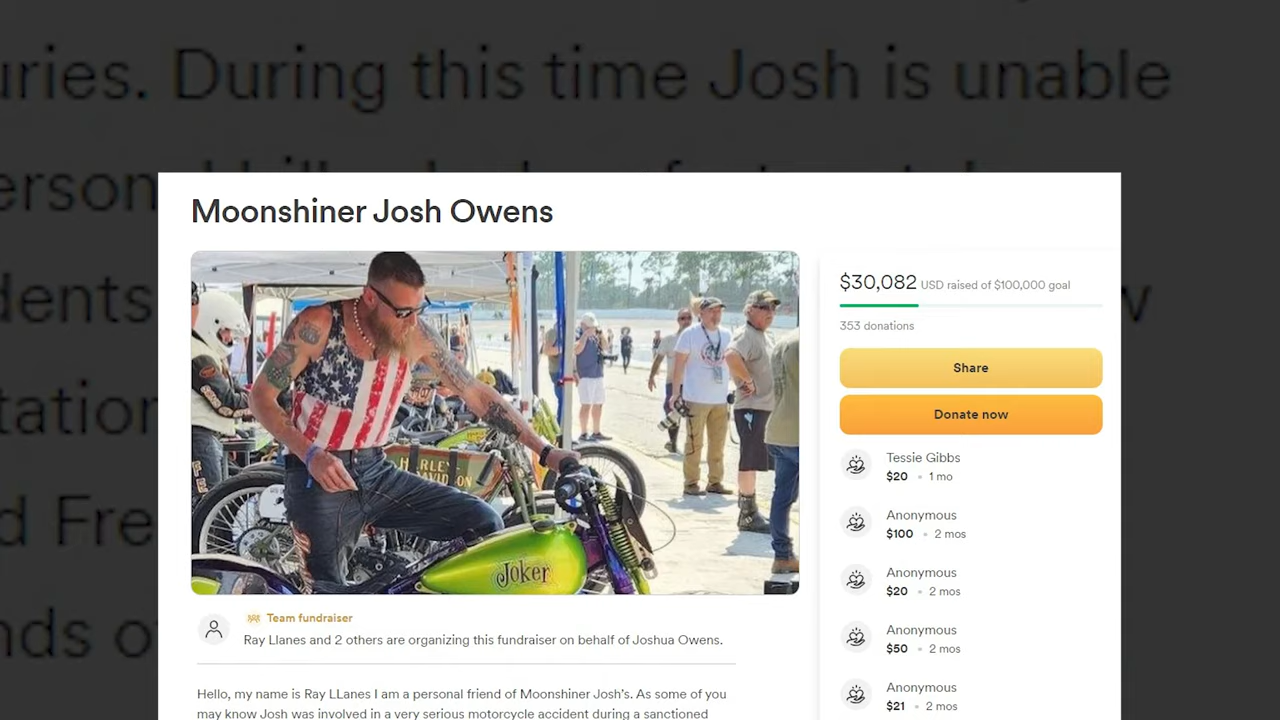 uries. During this time Josh is unable
erson
dents
tation
d Fre
nds of
Moonshiner Josh Owens
HARLEY
DAVIDSON
Joker
$30,082 USD raised of $100,000 goal
353 donations
Share
Donate now
Tessie Gibbs
$20 • 1 mo
Anonymous
$100 • 2 mos
Anonymous
$20 • 2 mos
Anonymous
$50 • 2 mos
Anonymous
$21 • 2 mos
Team fundraiser
Ray Llanes and 2 others are organizing this fundraiser on behalf of Joshua Owens.
Hello, my name is Ray LLanes I am a personal friend of Moonshiner Josh's. As some of you
may know Josh was involved in a very serious motorcycle accident during a sanctioned